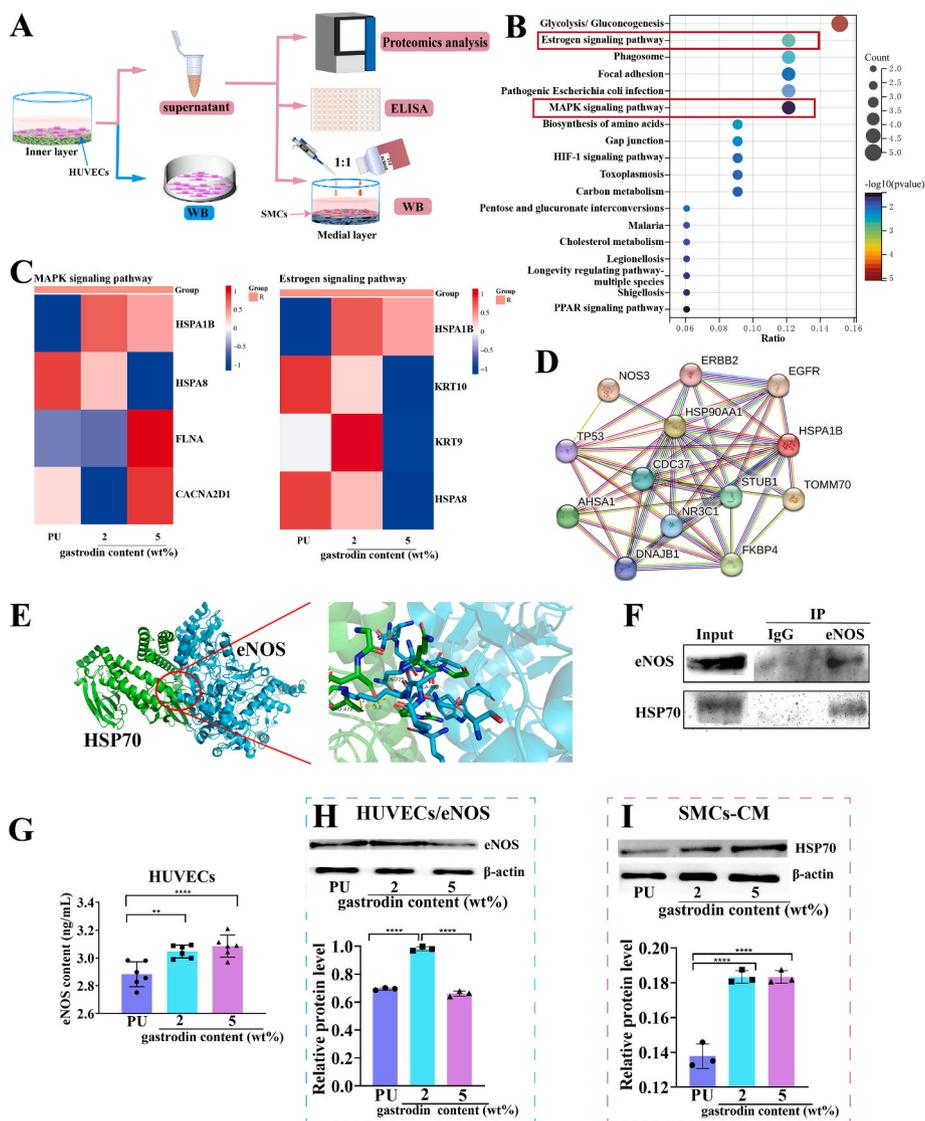 A
Inner layer
HUVECs
supernatant
WB
Proteomics analysis
ELISA
1:1
SMCs
WB
Medial layer
B
Glycolysis/ Gluconeogenesis
Estrogen signaling pathway
Phagosome
Focal adhesion
Pathogenic Escherichia coli infection
MAPK signaling pathway
Biosynthesis of amino acids
Gap junction
HIF-1 signaling pathway
Toxoplasmosis
Carbon metabolism
Pentose and glucuronate interconversions
Malaria
Cholesterol metabolism
Legionellosis
Longevity regulating pathway-
multiple species
Shigellosis
PPAR signaling pathway
0.06 0.08 0.10 0.12 0.14 0.16
Ratio
Count
2.0
2.5
3.0
3.5
4.0
4.5
5.0
-log10(pvalue)
2
3
4
5
C
MAPK signaling pathway
Group
HSPA1B
HSPA8
FLNA
CACNA2D1
PU 2 5
gastrodin content (wt%)
Group
1
0.5
0
-0.5
-1
R
Estrogen signaling pathway
Group
HSPA1B
KRT10
KRT9
HSPA8
PU 2 5
gastrodin content (wt%)
Group
1
0.5
0
-0.5
-1
R
D
NOS3
ERBB2
EGFR
HSP90AA1
TP53
HSPA1B
CDC37
STUB1
TOMM70
AHSA1
NR3C1
DNAJB1
FKBP4
E
eNOS
HSP70
F
IP
Input IgG eNOS
eNOS
HSP70
G
HUVECs
eNOS content (ng/mL)
3.4
3.2
3.0
2.8
2.6
****
**
PU 2 5
gastrodin content (wt%)
H HUVECs/eNOS
eNOS
β-actin
PU 2 5
gastrodin content (wt%)
Relative protein level
1.0
0.8
0.6
0.4
0.2
0.0
**** ****
PU 2 5
gastrodin content (wt%)
I SMCs-CM
HSP70
β-actin
PU 2 5
gastrodin content (wt%)
Relative protein level
0.20
0.18
0.16
0.14
0.12
****
****
PU 2 5
gastrodin content (wt%)